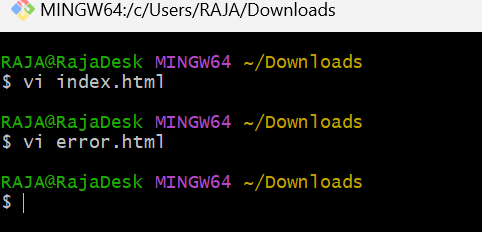 MINGW64:/c/Users/RAJA/Downloads
RAJA@RajaDesk MINGW64 ~/Downloads
$ vi index.html
RAJA@RajaDesk MINGW64 ~/Downloads
$ vi error.html
RAJA@RajaDesk MINGW64 ~/Downloads
$